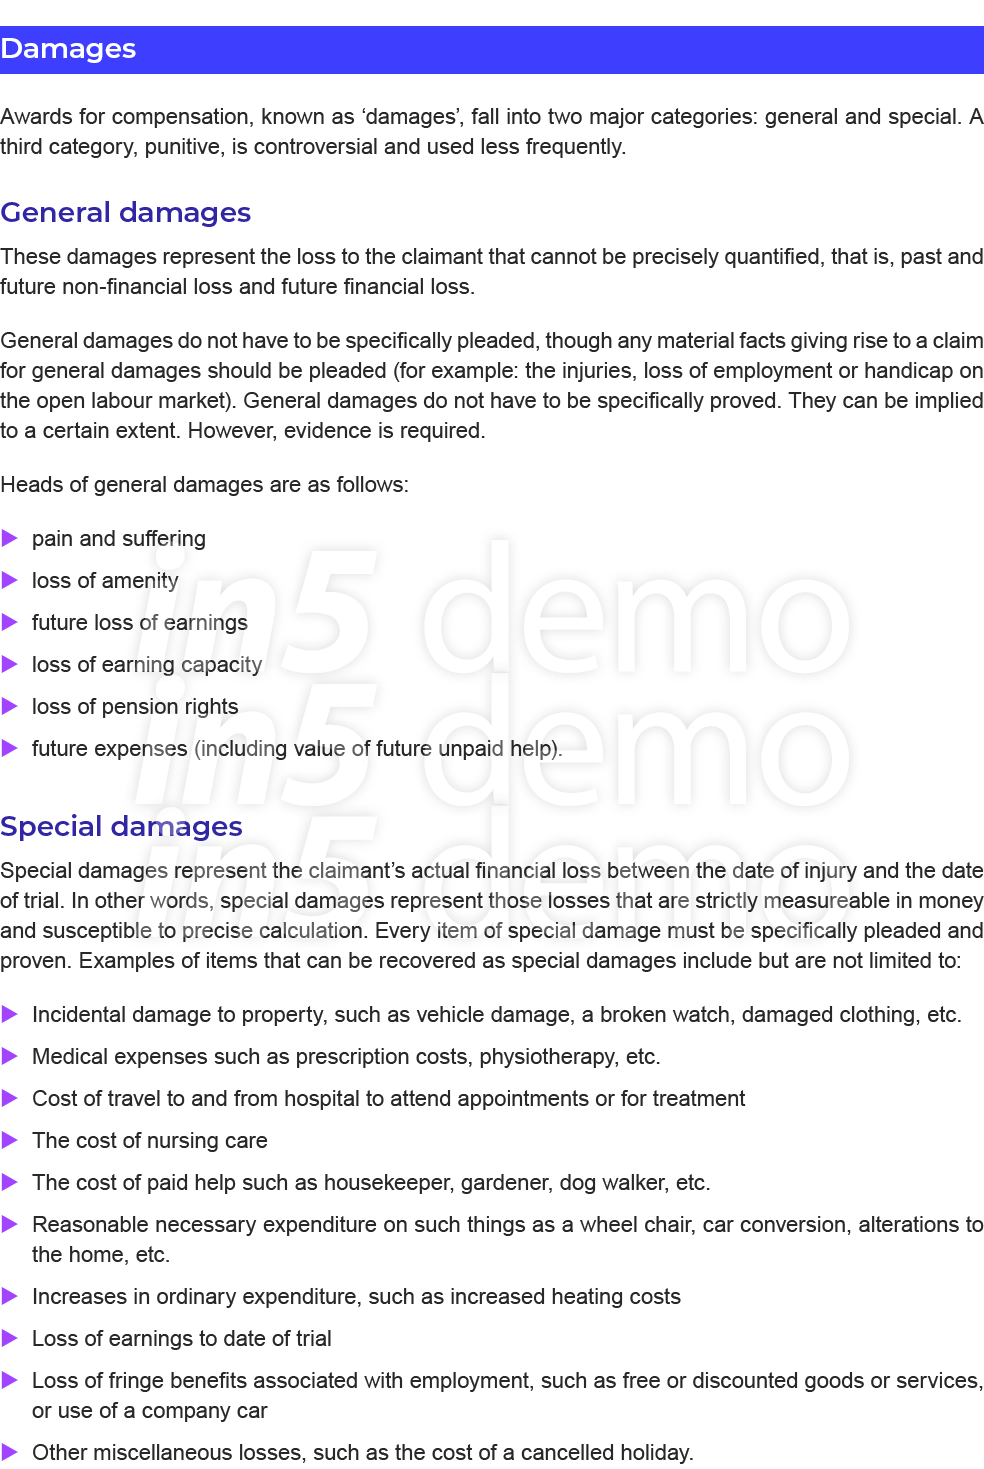 Damages
Awards for compensation, known as ‘damages’, fall into two major categories: general and special. A
third category, punitive, is controversial and used less frequently.
General damages
These damages represent the loss to the claimant that cannot be precisely quantified, that is, past and
future non-financial loss and future financial loss.
General damages do not have to be specifically pleaded, though any material facts giving rise to a claim
for general damages should be pleaded (for example: the injuries, loss of employment or handicap on
the open labour market). General damages do not have to be specifically proved. They can be implied
to a certain extent. However, evidence is required.
Heads of general damages are as follows:
▶ pain and suffering
▶ loss of amenity
▶ future loss of earnings
▶ loss of earning capacity
▶ loss of pension rights
▶ future expenses (including value of future unpaid help).
in5 demo
in5 demo
in5 demo
Special damages
Special damages represent the claimant’s actual financial loss between the date of injury and the date
of trial. In other words, special damages represent those losses that are strictly measureable in money
and susceptible to precise calculation. Every item of special damage must be specifically pleaded and
proven. Examples of items that can be recovered as special damages include but are not limited to:
▶ Incidental damage to property, such as vehicle damage, a broken watch, damaged clothing, etc.
▶ Medical expenses such as prescription costs, physiotherapy, etc.
▶ Cost of travel to and from hospital to attend appointments or for treatment
▶ The cost of nursing care
▶ The cost of paid help such as housekeeper, gardener, dog walker, etc.
▶ Reasonable necessary expenditure on such things as a wheel chair, car conversion, alterations to
the home, etc.
▶ Increases in ordinary expenditure, such as increased heating costs
▶ Loss of earnings to date of trial
▶ Loss of fringe benefits associated with employment, such as free or discounted goods or services,
or use of a company car
▶ Other miscellaneous losses, such as the cost of a cancelled holiday.